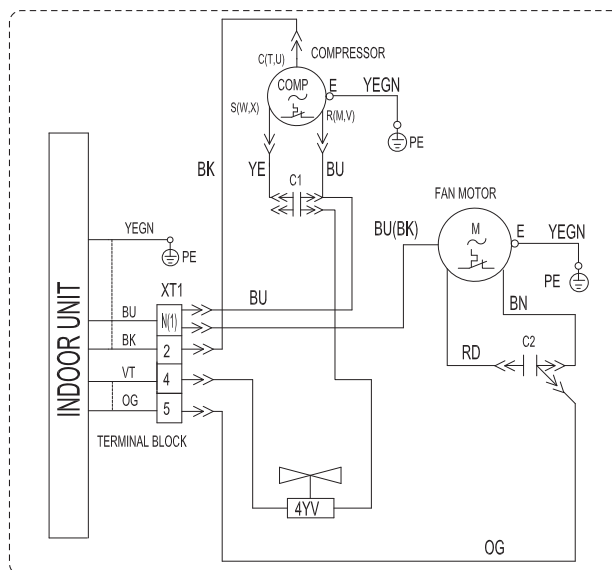 C(T,U)
COMPRESSOR
COMP
E
YEGN
S(W,X)
R(M,V)
PE
BK
YE
BU
C1
FAN MOTOR
BU(BK)
M
E
YEGN
YEGN
PE
PE
XT1
BU
BN
INDOOR UNIT
BU
N(1)
BK
2
C2
RD
VT
4
OG
5
TERMINAL BLOCK
4YV
OG